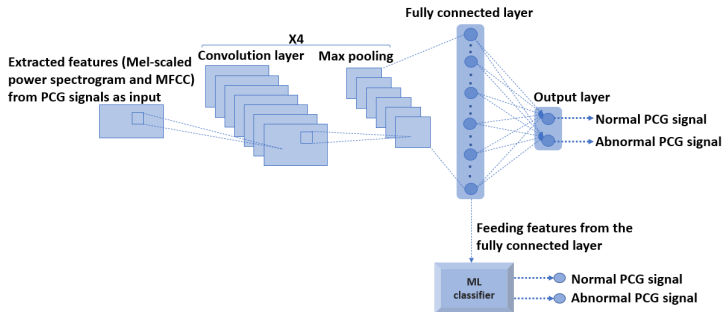 Fully connected layer
X4
Convolution layer
Max pooling
Extracted features (Mel-scaled
power spectrogram and MFCC)
from PCG signals as input
Output layer
Normal PCG signal
Abnormal PCG signal
Feeding features from the
fully connected layer
ML
classifier
Normal PCG signal
Abnormal PCG signal